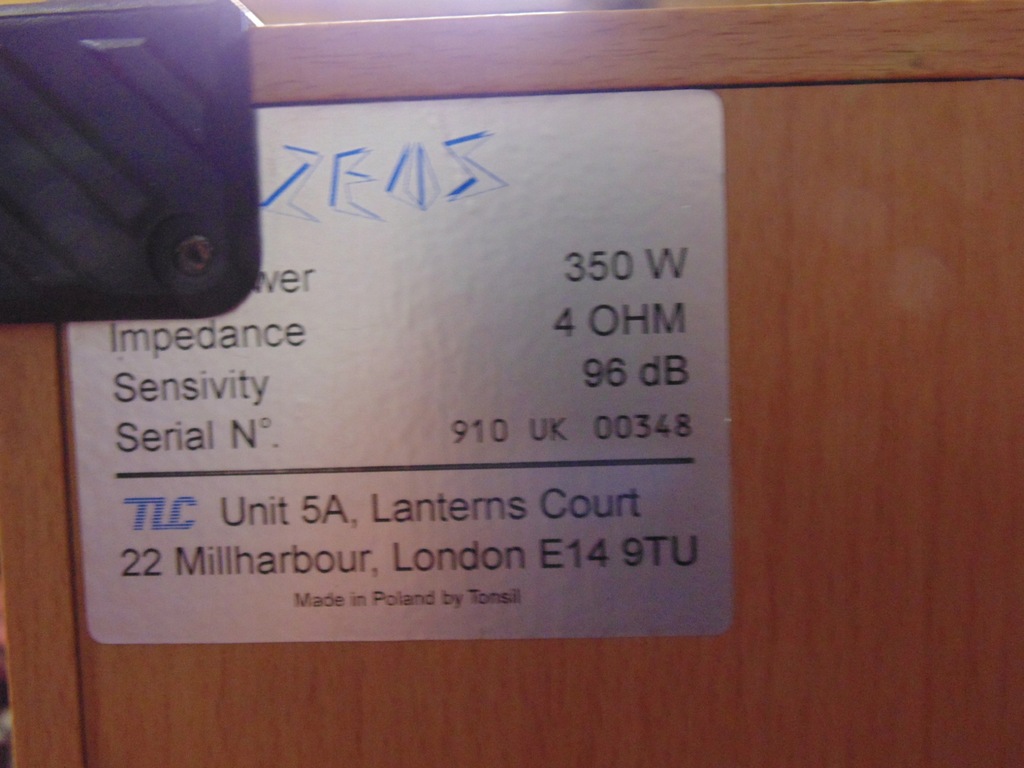 ZEUS
350 W
Impedance 4 OHM
Sensivity 96 dB
Serial N°. 910 UK 00348
TLC Unit 5A, Lanterns Court
22 Millharbour, London E14 9TU
Made in Poland by Tonsil